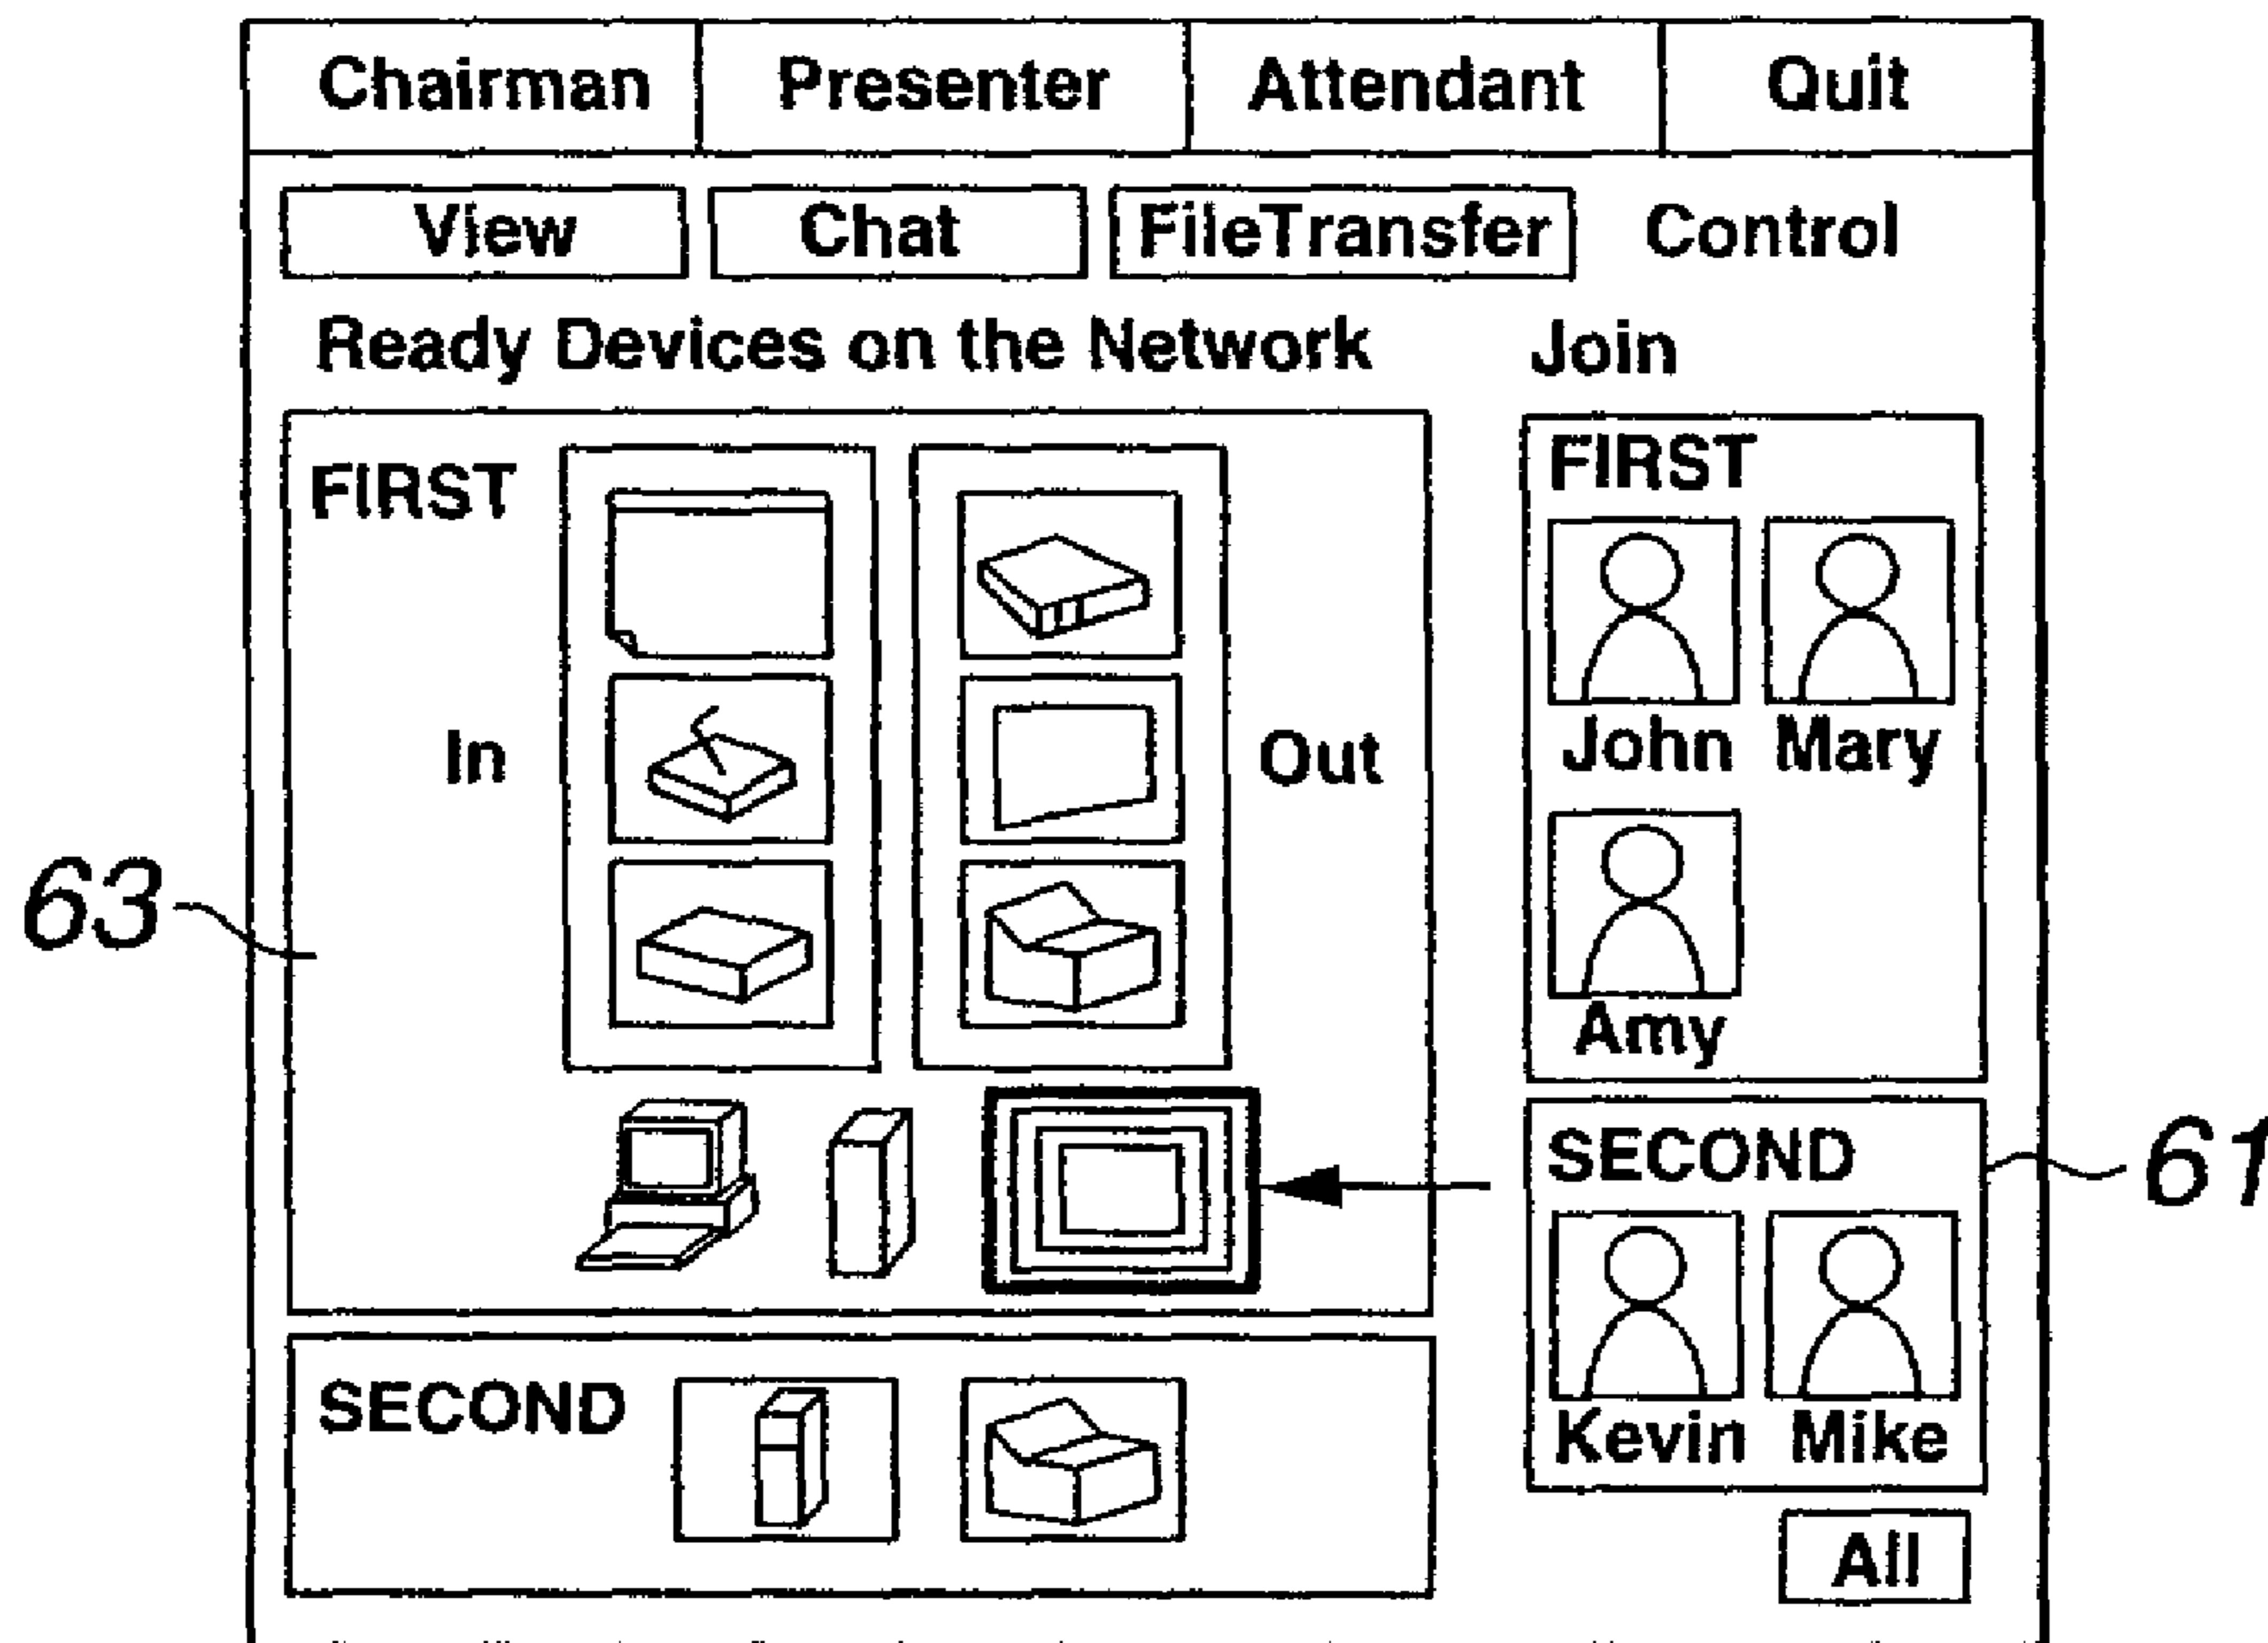 Chairman Presenter Attendant Quit
View Chat FileTransfer Control
Ready Devices on the Network Join
FIRST
In Out
63
SECOND
FIRST
John Mary
Amy
SECOND
61
Kevin Mike
All